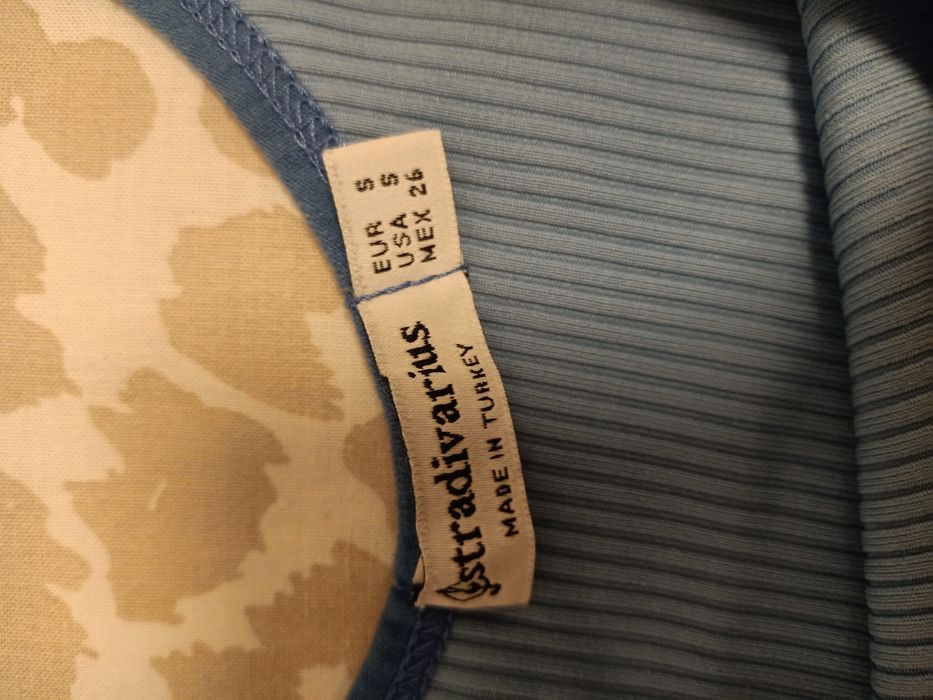 EUR S
USA S
MEX 26
stradivarius
MADE IN TURKEY